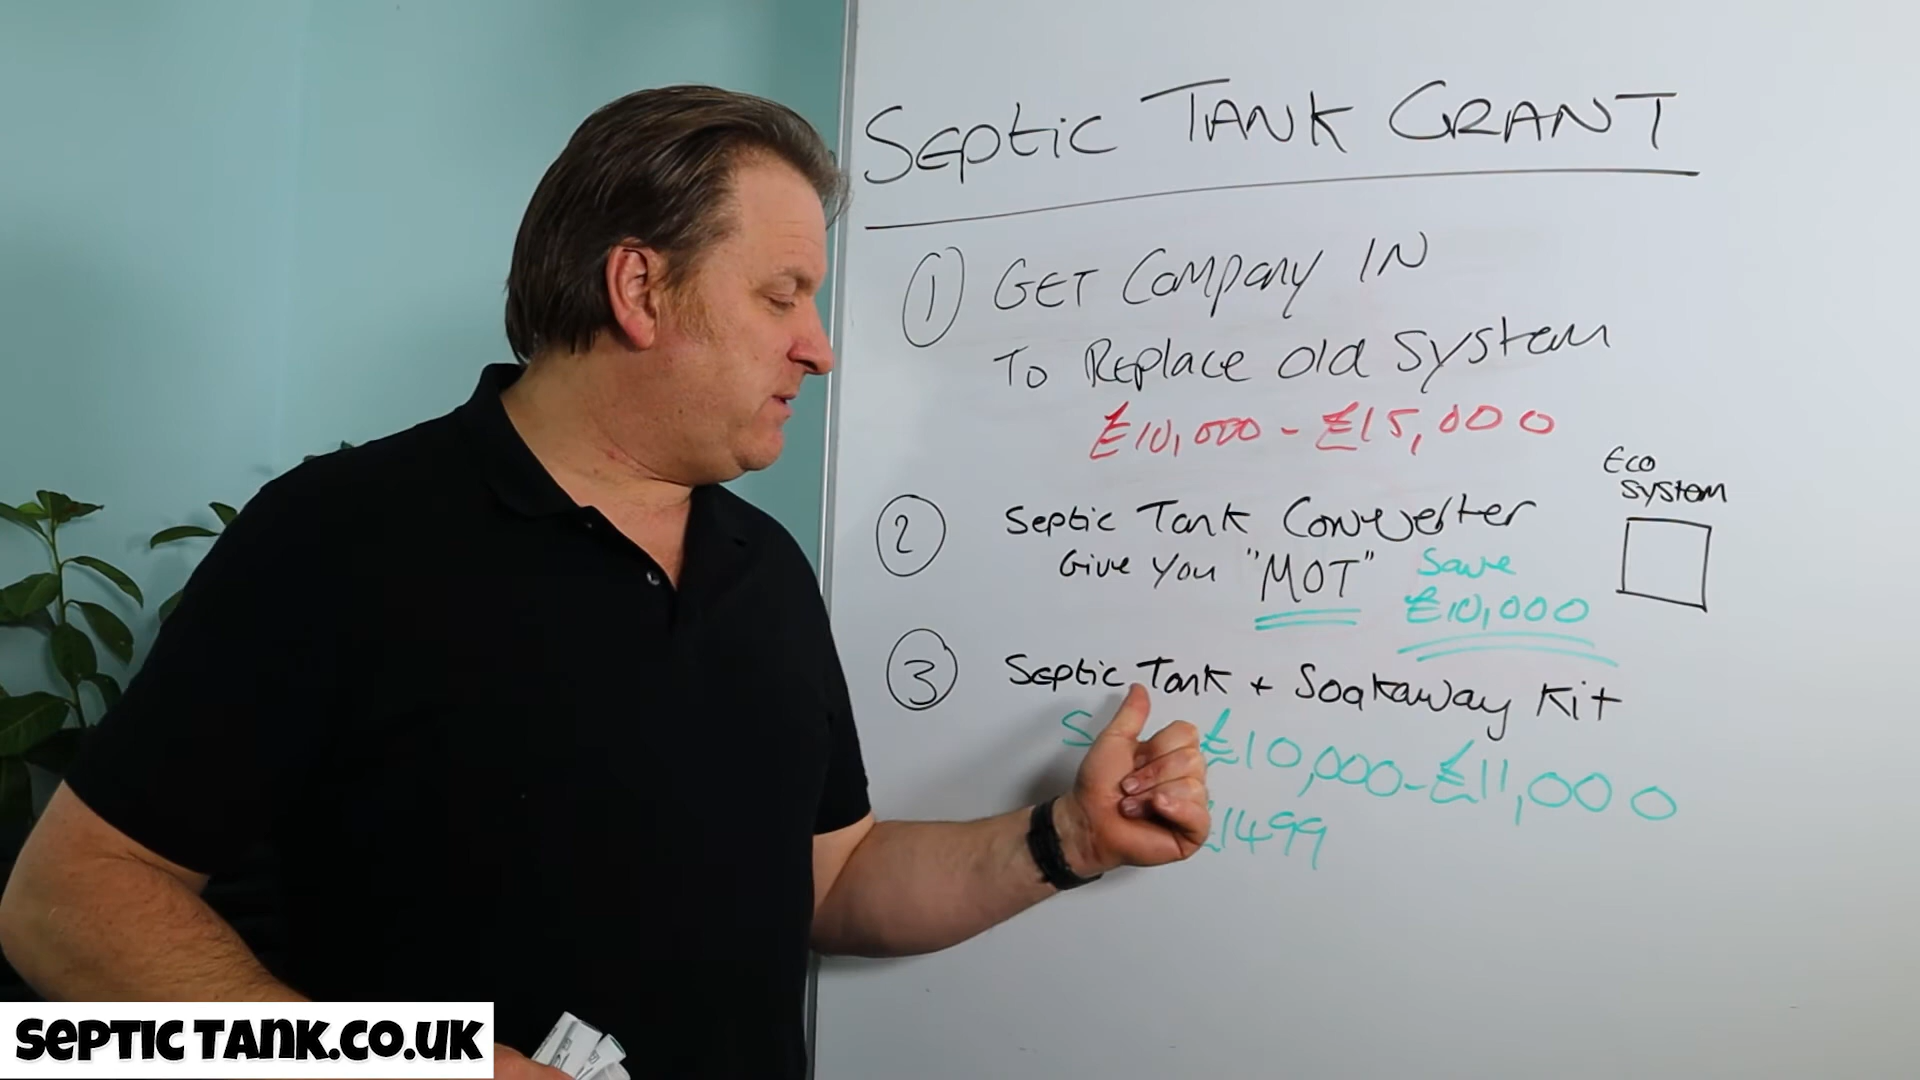 SEPtic TANK GRANT
1 GET COMPANY IN
To REPLACE Old SYSTEM
£10,000 - £15,000
Eco
SYSTEM
2 Septic Tank Converter
Give You "MOT"
Save
£10,000
3 Septic Tank + Soakaway Kit
£10,000-£11,000
£1499
SEPTIC TANK.CO.UK